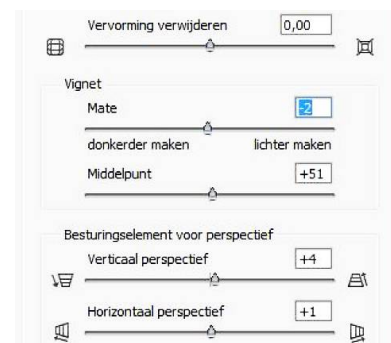 Vervorming verwijderen 0,00
Vignet
Mate -2
donkerder maken lichter maken
Middelpunt +51
Besturingselement voor perspectief
Verticaal perspectief +4
Horizontaal perspectief +1